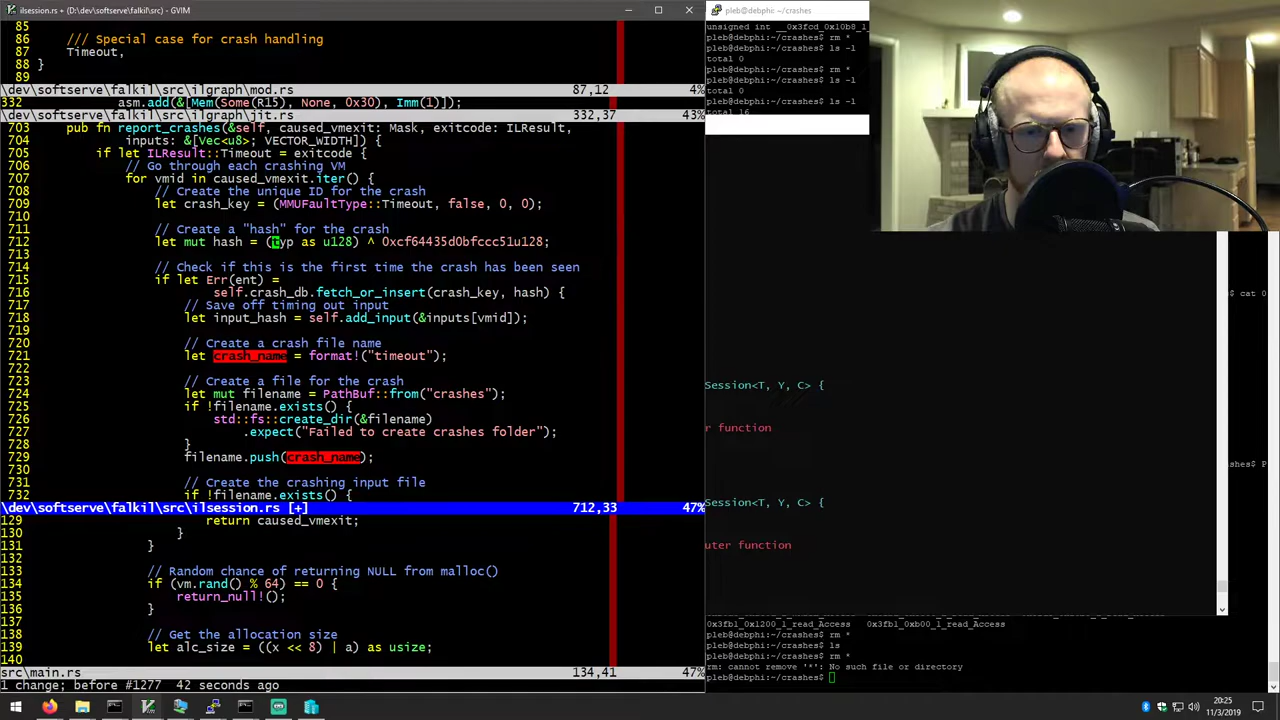 ilsession.rs + (D:\dev\softserve\falkil\src) - GVIM
85
86     /// Special case for crash handling
87     Timeout,
88 }
89
\dev\softserve\falkil\src\ilgraph\mod.rs 87,12 4%
332 asm.add(&[Mem(Some(R15), None, 0x30), Imm(1)]);
\dev\softserve\falkil\src\ilgraph\jit.rs 332,37 43%
703     pub fn report_crashes(&self, caused_vmexit: Mask, exitcode: ILResult,
704             inputs: &[Vec<u8>; VECTOR_WIDTH]) {
705         if let ILResult::Timeout = exitcode {
706             // Go through each crashing VM
707             for vmid in caused_vmexit.iter() {
708                 // Create the unique ID for the crash
709                 let crash_key = (MMUFaultType::Timeout, false, 0, 0);
710
711                 // Create a "hash" for the crash
712                 let mut hash = (typ as u128) ^ 0xcf64435d0bfccc51u128;
713
714                 // Check if this is the first time the crash has been seen
715                 if let Err(ent) =
716                         self.crash_db.fetch_or_insert(crash_key, hash) {
717                     // Save off timing out input
718                     let input_hash = self.add_input(&inputs[vmid]);
719
720                     // Create a crash file name
721                     let crash_name = format!("timeout");
722
723                     // Create a file for the crash
724                     let mut filename = PathBuf::from("crashes");
725                     if !filename.exists() {
726                         std::fs::create_dir(&filename)
727                             .expect("Failed to create crashes folder");
728                     }
729                     filename.push(crash_name);
730
731                     // Create the crashing input file
732                     if !filename.exists() {
\dev\softserve\falkil\src\ilsession.rs [+] 712,33 47%
129                     return caused_vmexit;
130                 }
131             }
132
133             // Random chance of returning NULL from malloc()
134             if (vm.rand() % 64) == 0 {
135                 return_null!();
136             }
137
138             // Get the allocation size
139             let alc_size = ((x << 8) | a) as usize;
140
src\main.rs 134,41 47%
1 change; before #1277  42 seconds ago
pleb@debphi: ~/crashes
unsigned int __0x3fcd_0x10b8_l
pleb@debphi:~/crashes$ rm *
pleb@debphi:~/crashes$ ls -l
total 0
pleb@debphi:~/crashes$ rm *
pleb@debphi:~/crashes$ ls -l
total 0
pleb@debphi:~/crashes$ ls -l
total 16
$ cat 0
Session<T, Y, C> {
r function
shes$ P
Session<T, Y, C> {
uter function
0x3fb1_0x1200_l_read_Access   0x3fb1_0xb00_l_read_Access
pleb@debphi:~/crashes$ rm *
pleb@debphi:~/crashes$ ls
pleb@debphi:~/crashes$ rm *
rm: cannot remove '*': No such file or directory
pleb@debphi:~/crashes$
20:25
11/3/2019